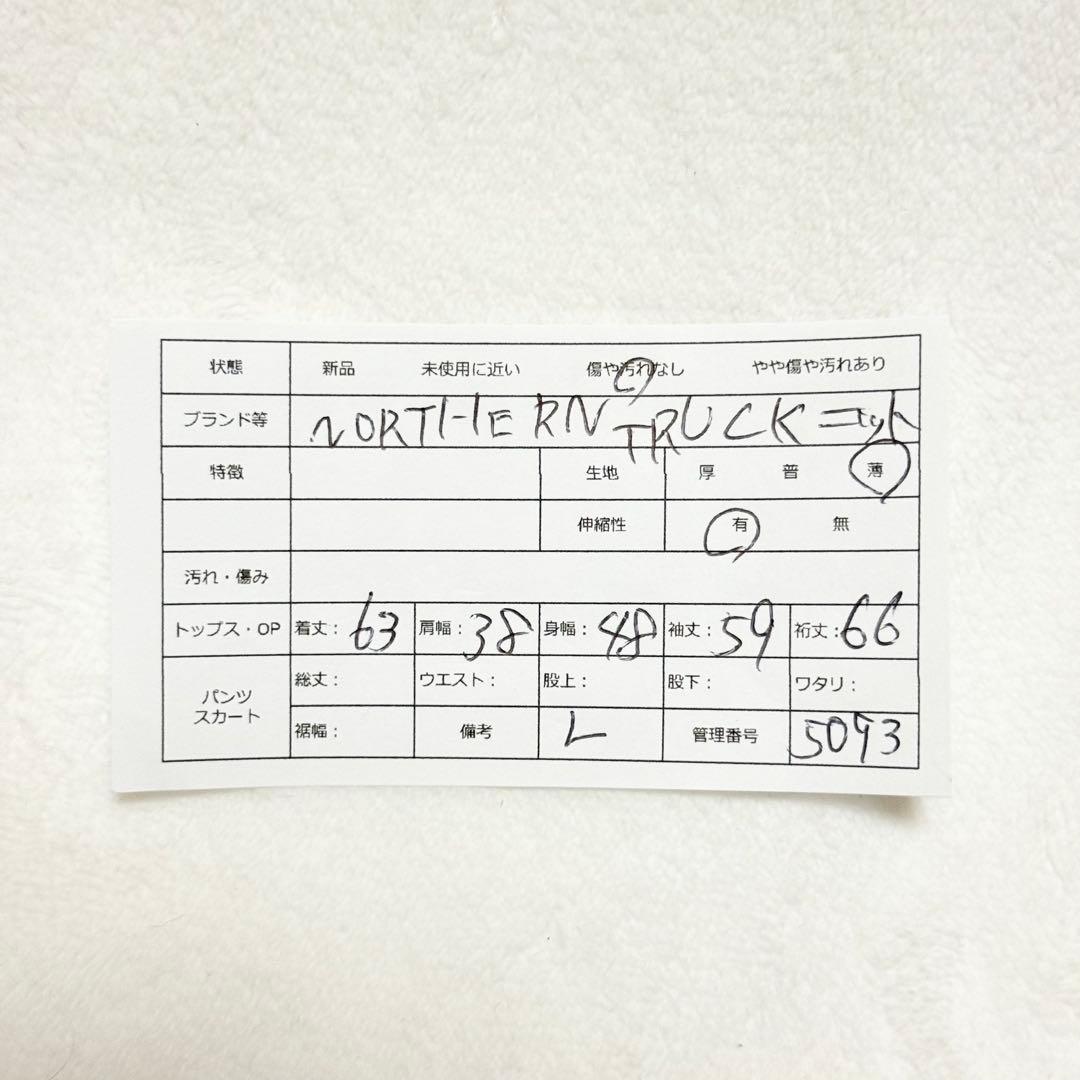 状態 新品 未使用に近い 傷や汚れなし やや傷や汚れあり
ブランド等 NORTHERN TRUCK ニット
特徴 生地 厚 普 薄
伸縮性 有 無
汚れ・傷み
トップス・OP 着丈：63 肩幅：38 身幅：48 袖丈：59 裄丈：66
パンツ スカート 総丈： ウエスト： 股上： 股下： ワタリ：
裾幅： 備考 L 管理番号 5093